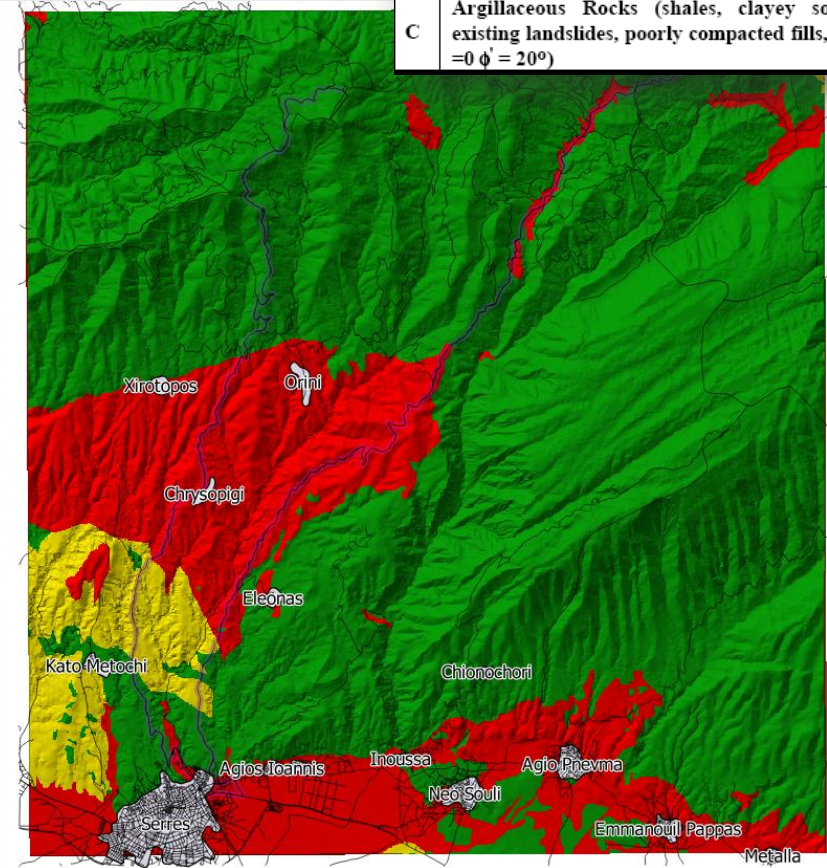 Argillaceous Rocks (shales, clayey so
C
existing landslides, poorly compacted fills,
=0 ϕ' = 20º)
Xirotopos
Orini
Chrysopigi
Eleonas
Kato Metochi
Chionochori
Agios Ioannis
Inoussa
Agio Pnevma
Neo Souli
Serres
Emmanouil Pappas
Metalla